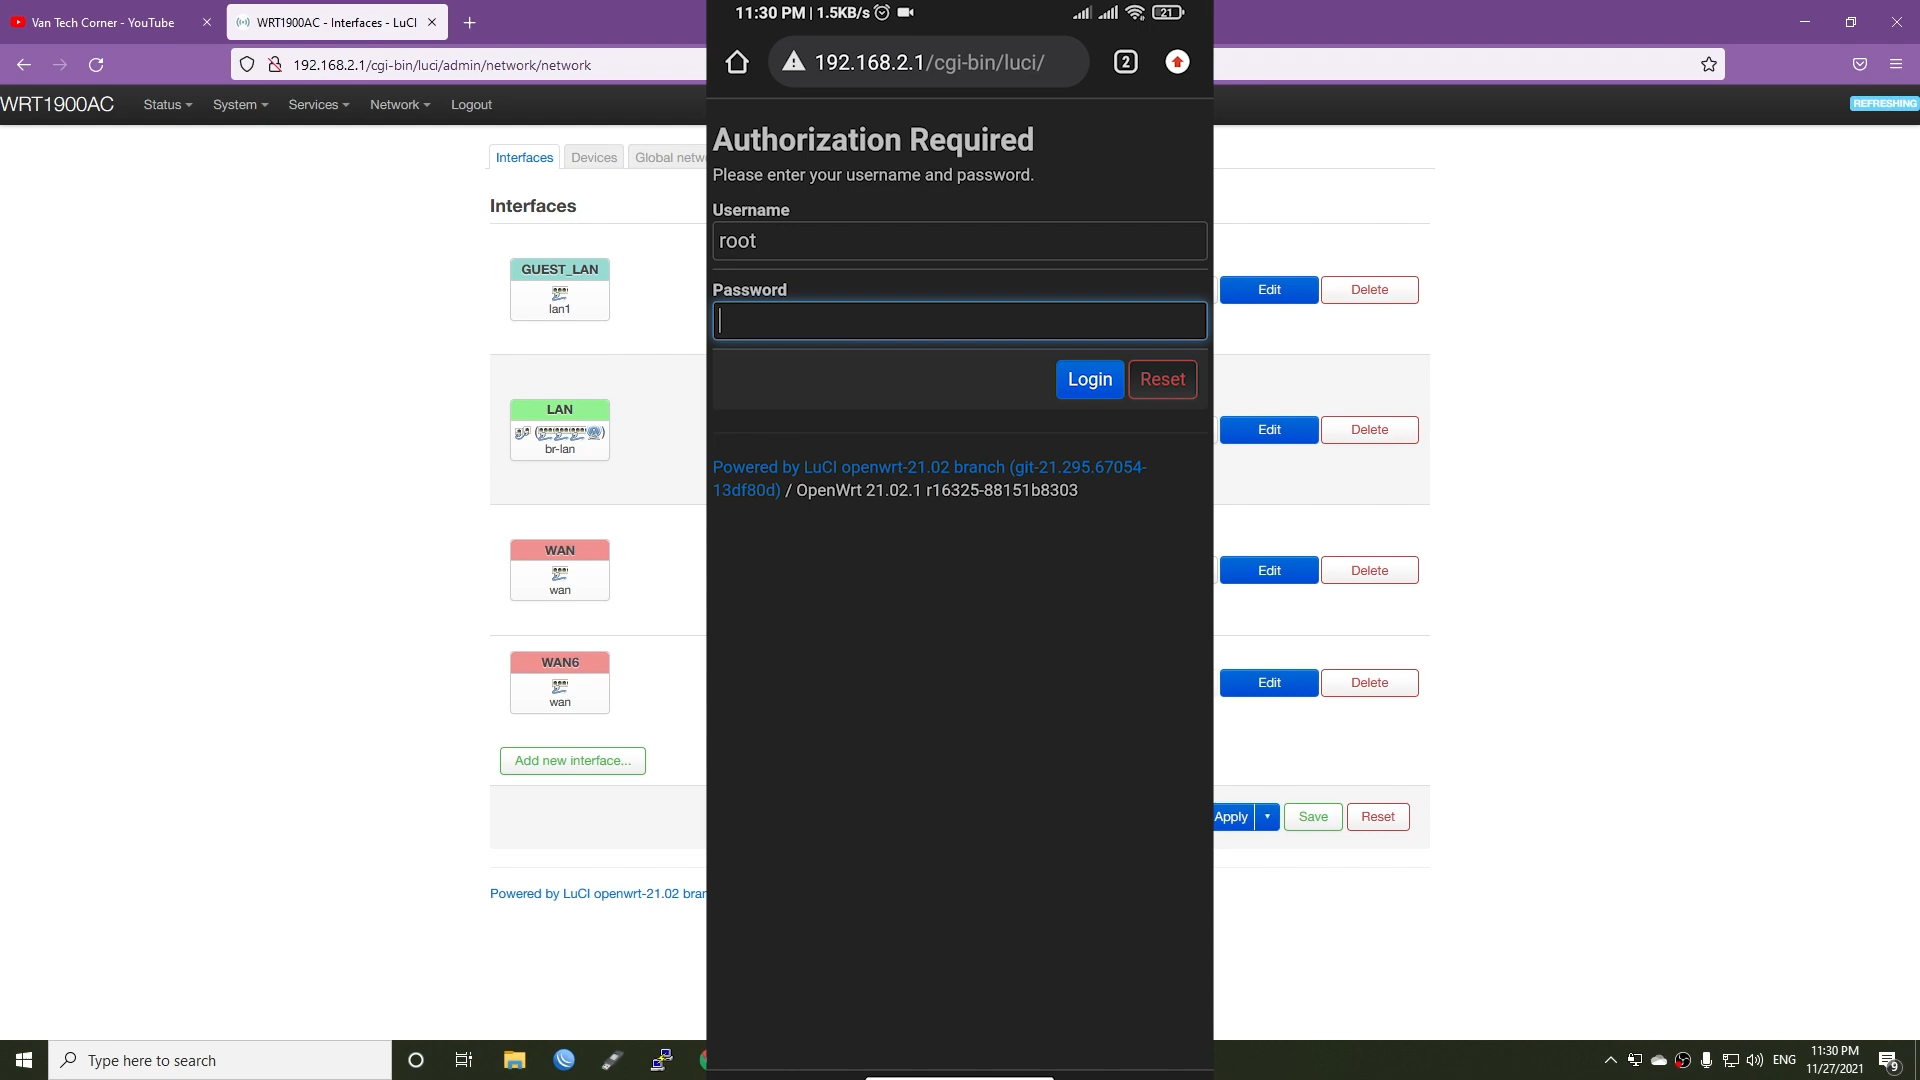 Van Tech Corner - YouTube
WRT1900AC - Interfaces - LuCI
192.168.2.1/cgi-bin/luci/admin/network/network
WRT1900AC
Status
System
Services
Network
Logout
REFRESHING
Interfaces
Devices
Global netw
Interfaces
GUEST_LAN
lan1
Edit
Delete
LAN
br-lan
Edit
Delete
WAN
wan
Edit
Delete
WAN6
wan
Edit
Delete
Add new interface...
Apply
Save
Reset
Powered by LuCI openwrt-21.02 bran
11:30 PM | 1.5KB/s
21
192.168.2.1/cgi-bin/luci/
2
Authorization Required
Please enter your username and password.
Username
root
Password
Login
Reset
Powered by LuCI openwrt-21.02 branch (git-21.295.67054-
13df80d) / OpenWrt 21.02.1 r16325-88151b8303
Type here to search
ENG
11:30 PM
11/27/2021
9